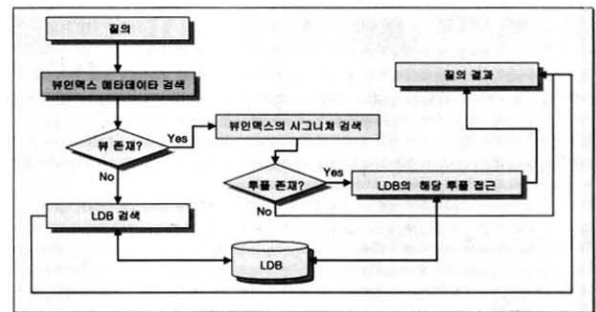 질의
뷰인덱스 메타데이타 검색
질의 결과
뷰 존재?
Yes
뷰인덱스의 시그니쳐 검색
No
투플 존재?
Yes
LDB의 해당 투플 접근
No
LDB 검색
LDB